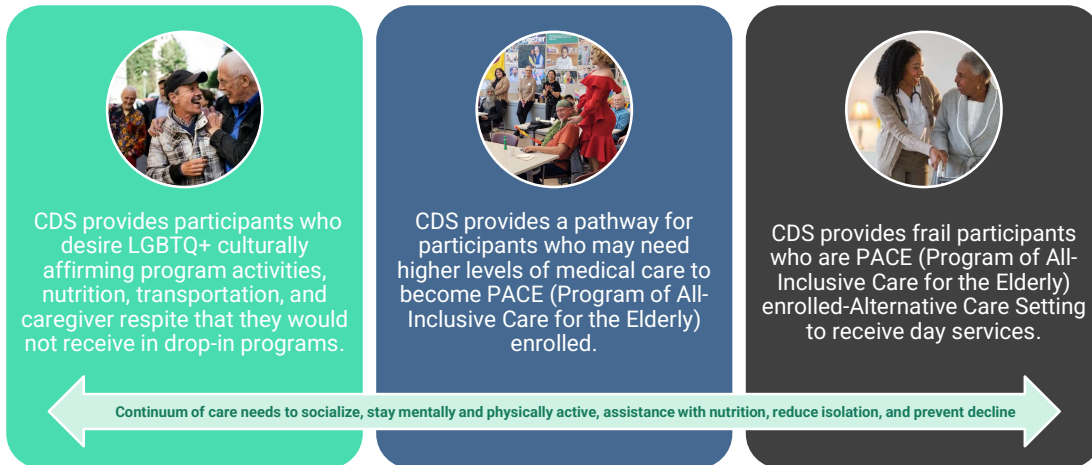 CDS provides participants who
desire LGBTQ+ culturally
affirming program activities,
nutrition, transportation, and
caregiver respite that they would
not receive in drop-in programs.
CDS provides a pathway for
participants who may need
higher levels of medical care to
become PACE (Program of All-
Inclusive Care for the Elderly)
enrolled.
CDS provides frail participants
who are PACE (Program of All-
Inclusive Care for the Elderly)
enrolled-Alternative Care Setting
to receive day services.
Continuum of care needs to socialize, stay mentally and physically active, assistance with nutrition, reduce isolation, and prevent decline